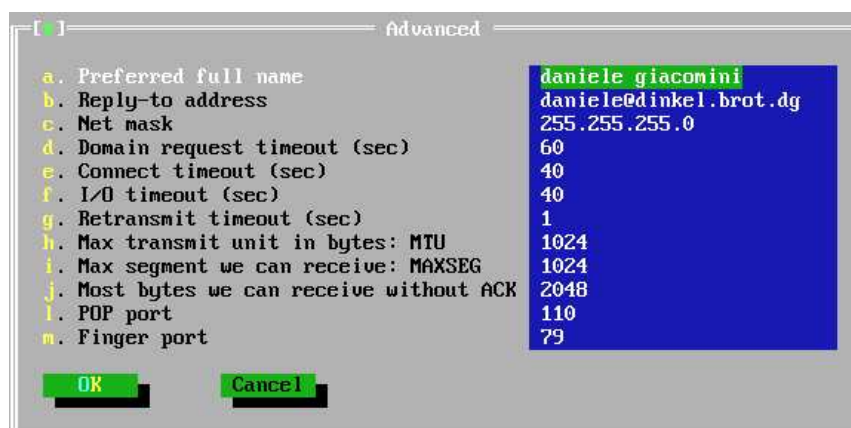 [■] Advanced
a. Preferred full name daniele giacomini
b. Reply-to address daniele@dinkel.brot.dg
c. Net mask 255.255.255.0
d. Domain request timeout (sec) 60
e. Connect timeout (sec) 40
f. I/O timeout (sec) 40
g. Retransmit timeout (sec) 1
h. Max transmit unit in bytes: MTU 1024
i. Max segment we can receive: MAXSEG 1024
j. Most bytes we can receive without ACK 2048
l. POP port 110
m. Finger port 79
OK Cancel